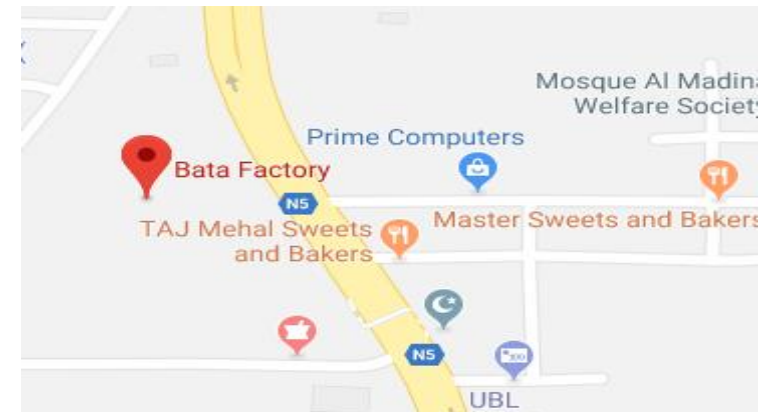 Mosque Al Madina
Welfare Society
Prime Computers
Bata Factory
N5
TAJ Mehal Sweets
and Bakers
Master Sweets and Bakers
N5
UBL